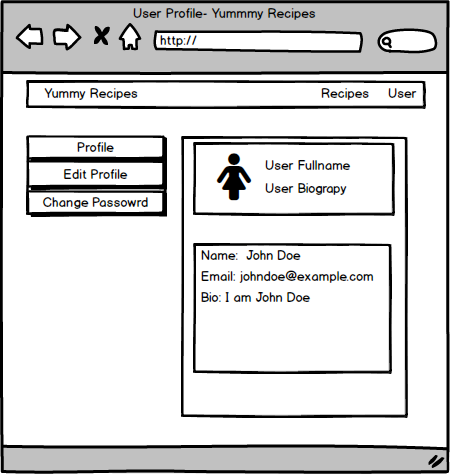 User Profile- Yummmy Recipes
http://
Yummy Recipes Recipes User
Profile
Edit Profile
Change Passowrd
User Fullname
User Biograpy
Name: John Doe
Email: johndoe@example.com
Bio: I am John Doe